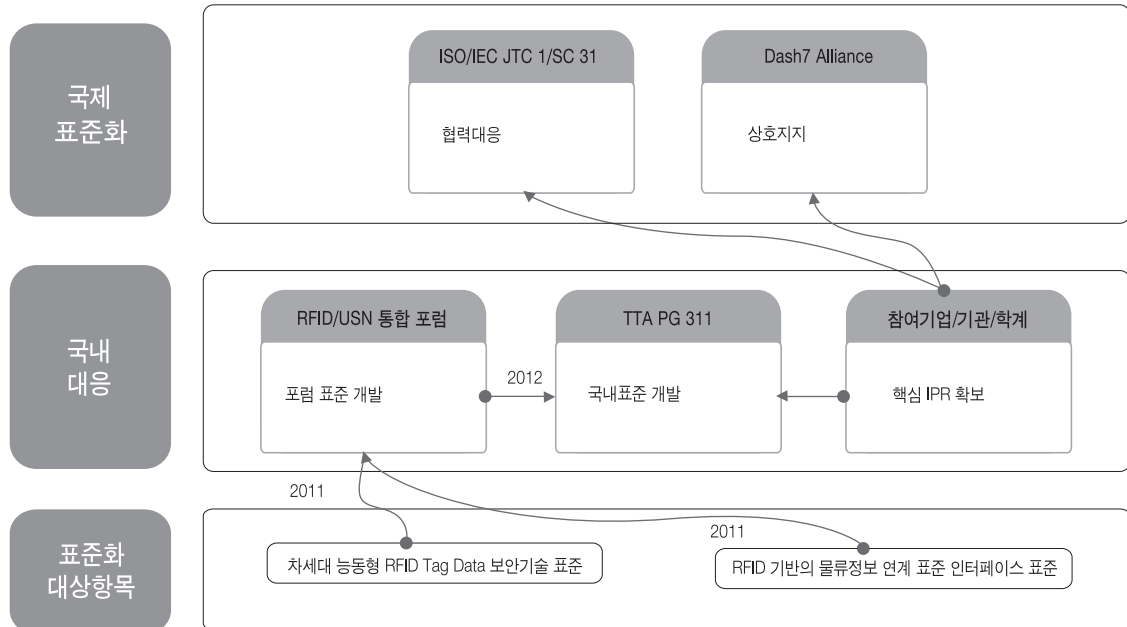 국제
표준화
ISO/IEC JTC 1/SC 31
협력대응
Dash7 Alliance
상호지지
국내
대응
RFID/USN 통합 포럼
포럼 표준 개발
2012
TTA PG 311
국내표준 개발
참여기업/기관/학계
핵심 IPR 확보
2011
2011
표준화
대상항목
차세대 능동형 RFID Tag Data 보안기술 표준
RFID 기반의 물류정보 연계 표준 인터페이스 표준